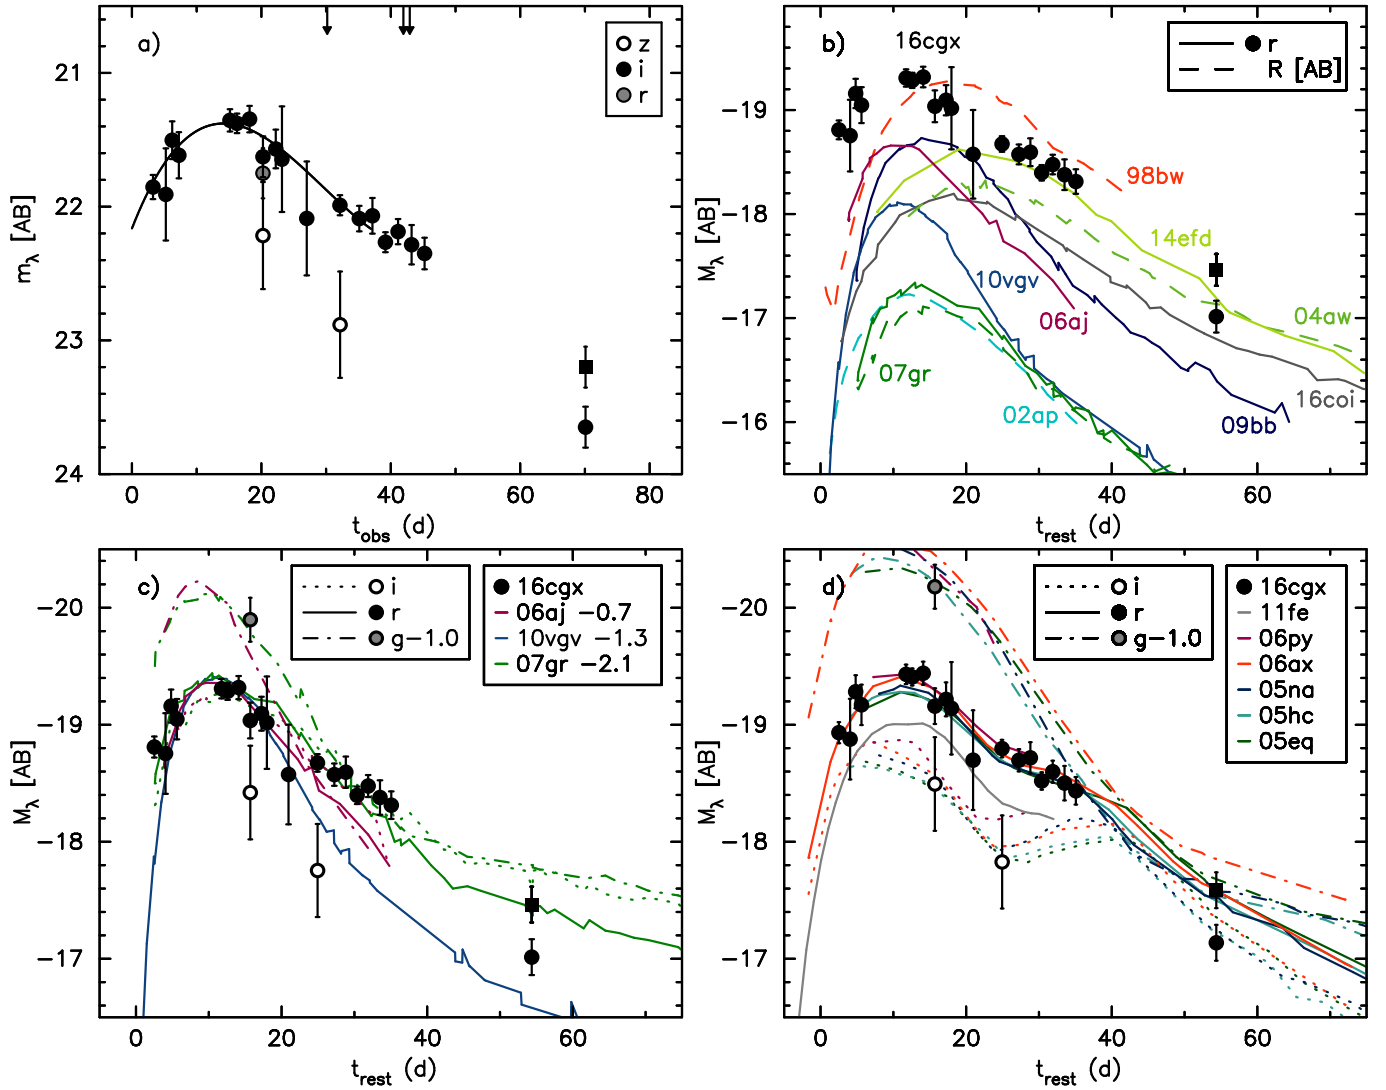 a)
z
i
r
21
22
23
24
m_λ [AB]
0 20 40 60 80
t_obs (d)
b)
16cgx
r
R [AB]
98bw
14efd
10vgv
06aj
04aw
07gr
02ap
16coi
09bb
−19
−18
−17
−16
M_λ [AB]
0 20 40 60
t_rest (d)
c)
i
r
g−1.0
16cgx
06aj −0.7
10vgv −1.3
07gr −2.1
−20
−19
−18
−17
M_λ [AB]
0 20 40 60
t_rest (d)
d)
i
r
g−1.0
16cgx
11fe
06py
06ax
05na
05hc
05eq
−20
−19
−18
−17
M_λ [AB]
0 20 40 60
t_rest (d)